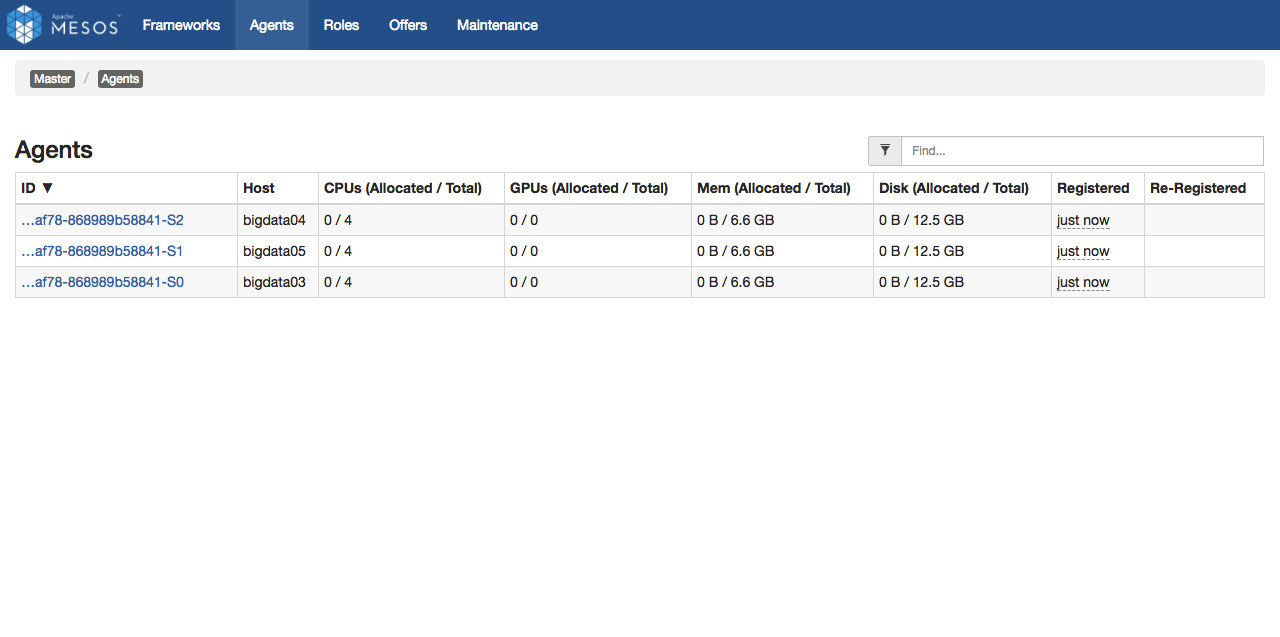 Apache MESOS™ Frameworks Agents Roles Offers Maintenance
Master / Agents
Agents
Find...
ID ▼ Host CPUs (Allocated / Total) GPUs (Allocated / Total) Mem (Allocated / Total) Disk (Allocated / Total) Registered Re-Registered
...af78-868989b58841-S2 bigdata04 0 / 4 0 / 0 0 B / 6.6 GB 0 B / 12.5 GB just now
...af78-868989b58841-S1 bigdata05 0 / 4 0 / 0 0 B / 6.6 GB 0 B / 12.5 GB just now
...af78-868989b58841-S0 bigdata03 0 / 4 0 / 0 0 B / 6.6 GB 0 B / 12.5 GB just now